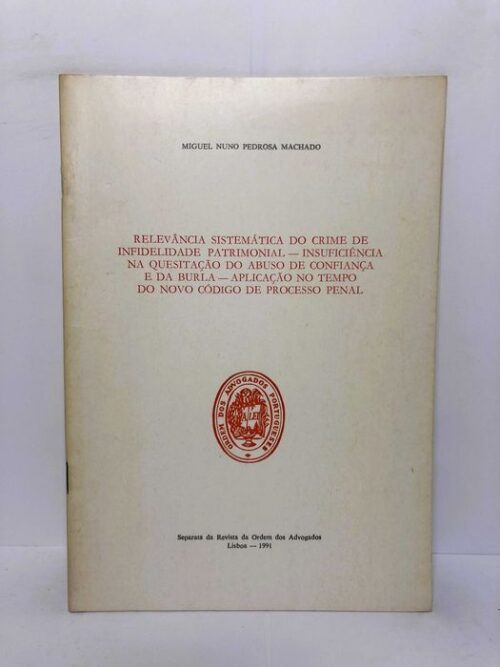 MIGUEL NUNO PEDROSA MACHADO
RELEVÂNCIA SISTEMÁTICA DO CRIME DE
INFIDELIDADE PATRIMONIAL — INSUFICIÊNCIA
NA QUESITAÇÃO DO ABUSO DE CONFIANÇA
E DA BURLA — APLICAÇÃO NO TEMPO
DO NOVO CÓDIGO DE PROCESSO PENAL
ORDEM DOS ADVOGADOS PORTUGUESES
A LEI
Separata da Revista da Ordem dos Advogados
Lisboa — 1991